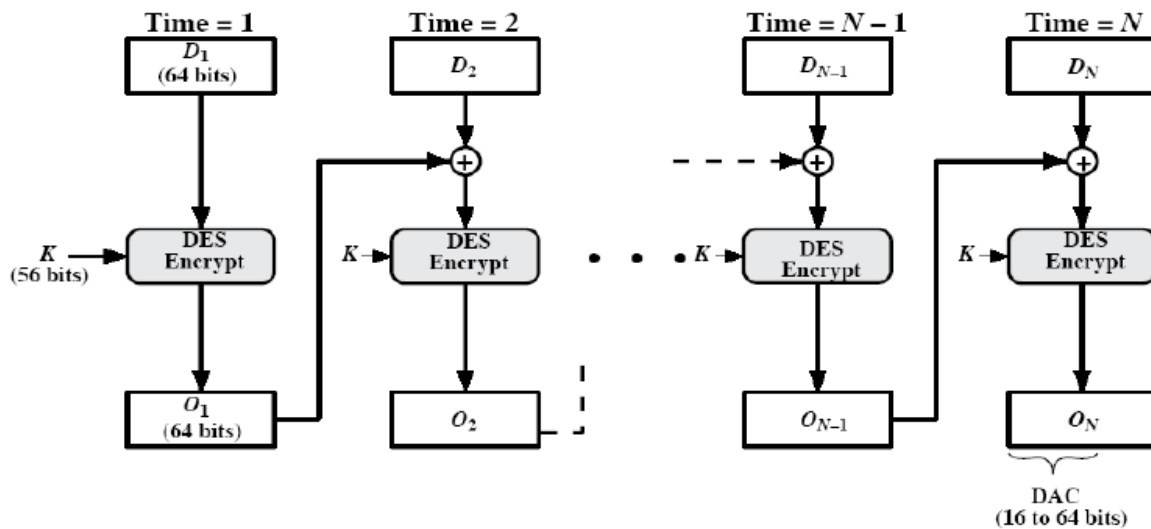 Time = 1
Time = 2
Time = N – 1
Time = N
D1
(64 bits)
D2
DN–1
DN
+
+
+
K
(56 bits)
DES
Encrypt
K
DES
Encrypt
• • •
K
DES
Encrypt
K
DES
Encrypt
O1
(64 bits)
O2
ON–1
ON
DAC
(16 to 64 bits)